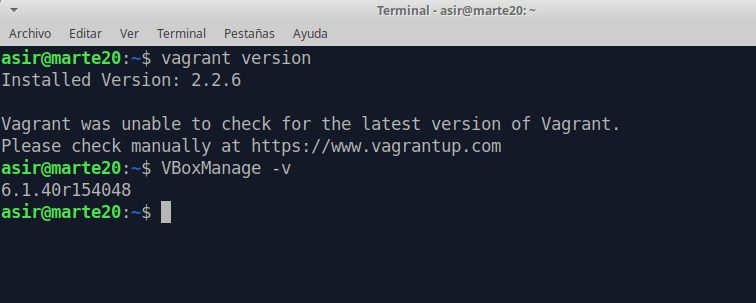 Terminal - asir@marte20: ~
Archivo Editar Ver Terminal Pestañas Ayuda
asir@marte20:~$ vagrant version
Installed Version: 2.2.6
Vagrant was unable to check for the latest version of Vagrant.
Please check manually at https://www.vagrantup.com
asir@marte20:~$ VBoxManage -v
6.1.40r154048
asir@marte20:~$